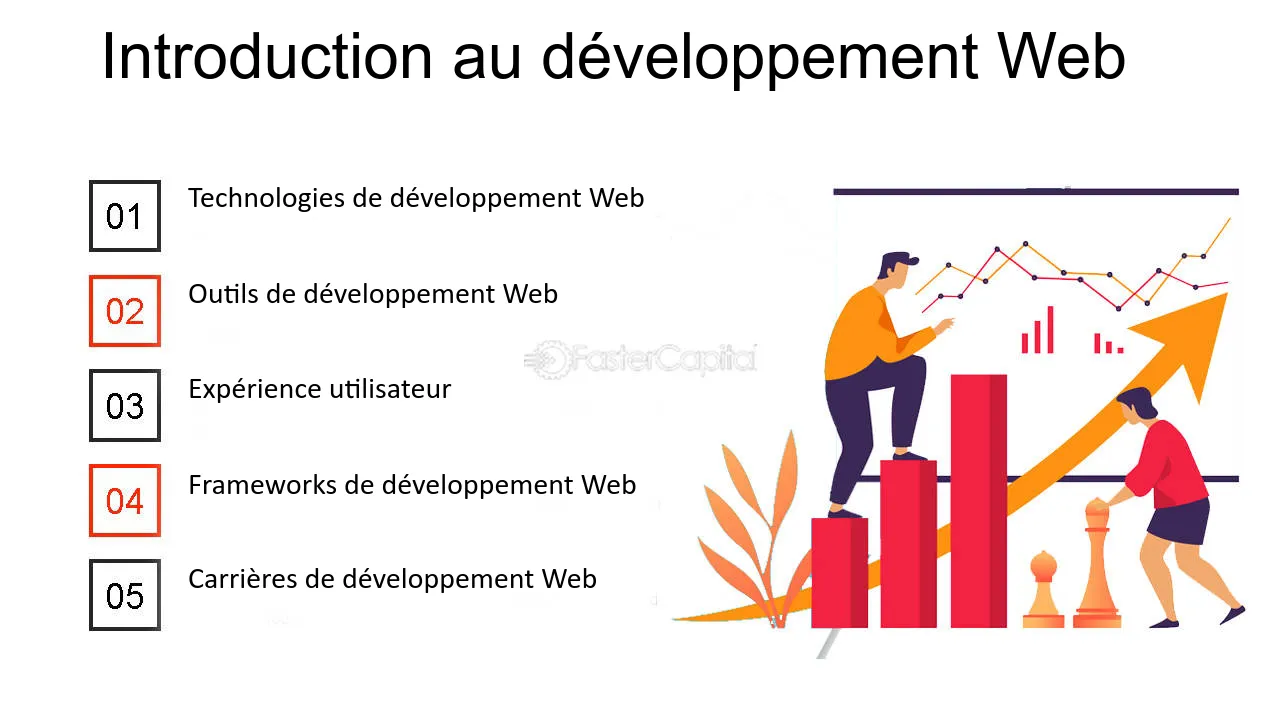 Introduction au développement Web
01 Technologies de développement Web
02 Outils de développement Web
FasterCapital
03 Expérience utilisateur
04 Frameworks de développement Web
05 Carrières de développement Web